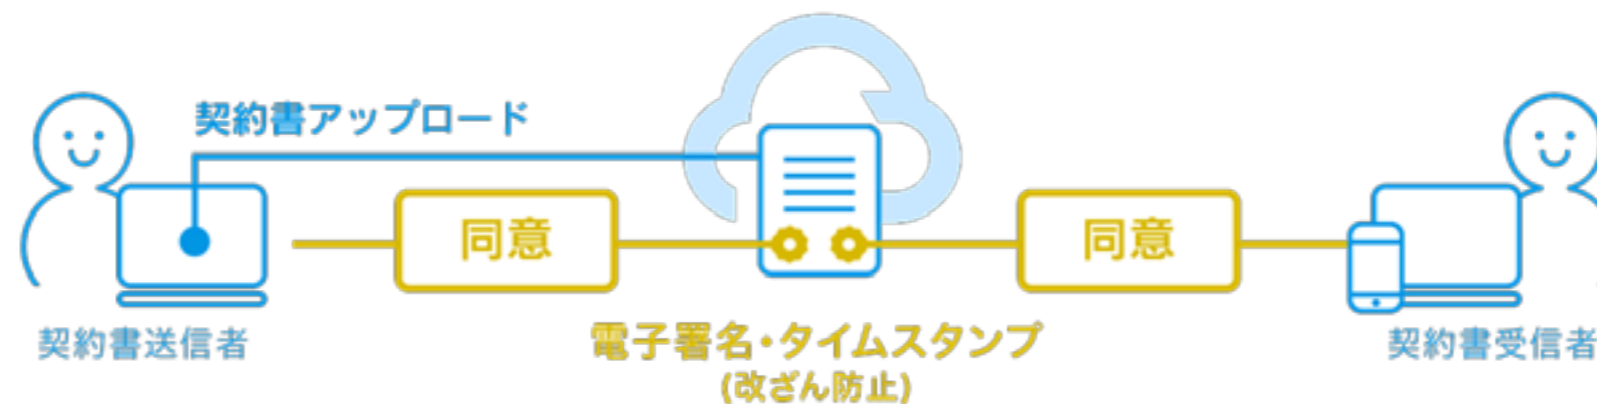 契約書アップロード
同意
同意
契約書送信者
電子署名・タイムスタンプ
(改ざん防止)
契約書受信者